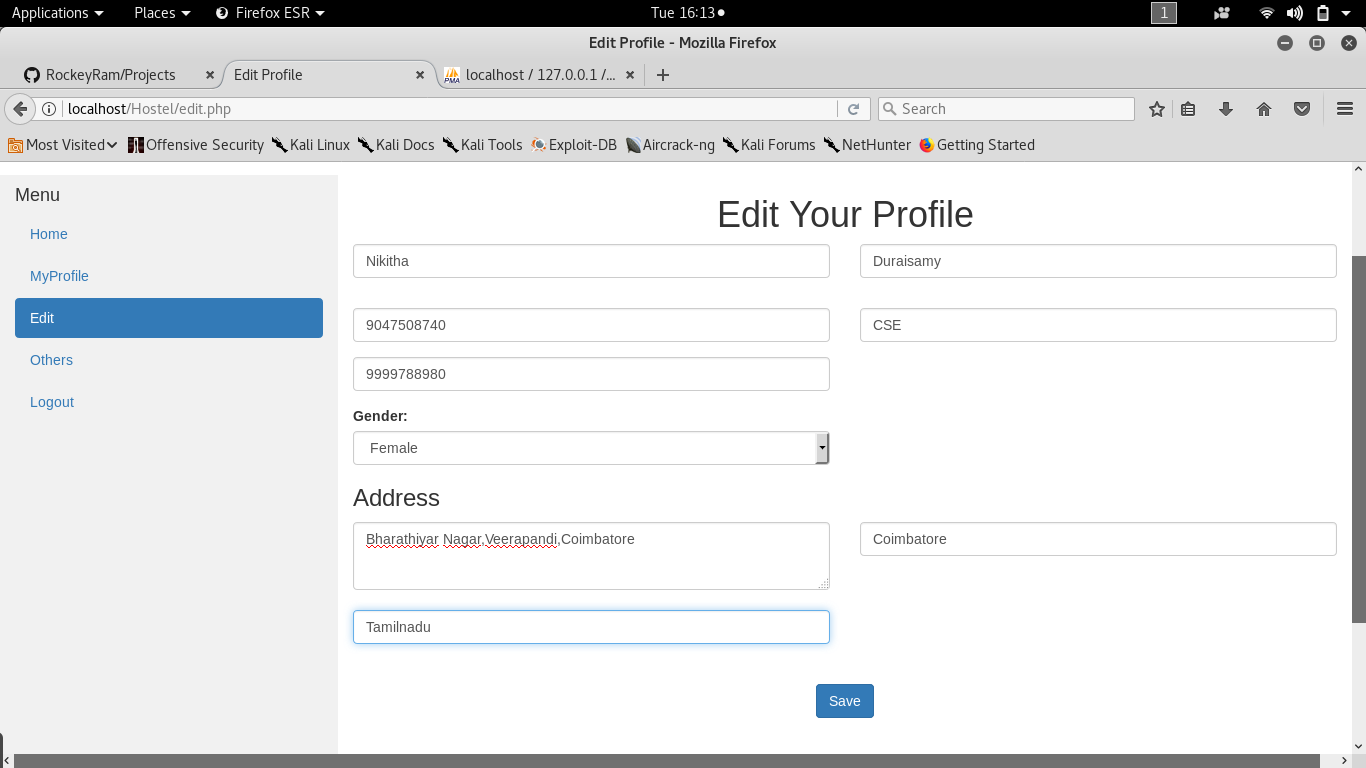 Applications Places Firefox ESR Tue 16:13 1
Edit Profile - Mozilla Firefox
RockeyRam/Projects Edit Profile PMA localhost / 127.0.0.1 /...
localhost/Hostel/edit.php Search
Most Visited Offensive Security Kali Linux Kali Docs Kali Tools Exploit-DB Aircrack-ng Kali Forums NetHunter Getting Started
Menu
Home
MyProfile
Edit
Others
Logout
Edit Your Profile
Nikitha Duraisamy
9047508740 CSE
9999788980
Gender:
Female
Address
Bharathiyar Nagar,Veerapandi,Coimbatore Coimbatore
Tamilnadu
Save